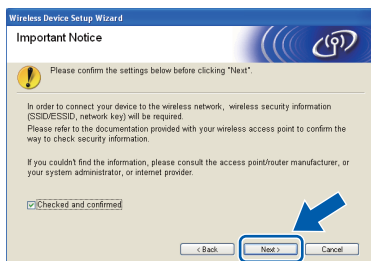 Wireless Device Setup Wizard
Important Notice
Please confirm the settings below before clicking "Next".
In order to connect your device to the wireless network, wireless security information
(SSID/ESSID, network key) will be required.
Please refer to the documentation provided with your wireless access point to confirm the
way to check security information.
If you couldn't find the information, please consult the access point/router manufacturer, or
your system administrator, or internet provider.
Checked and confirmed
< Back Next > Cancel